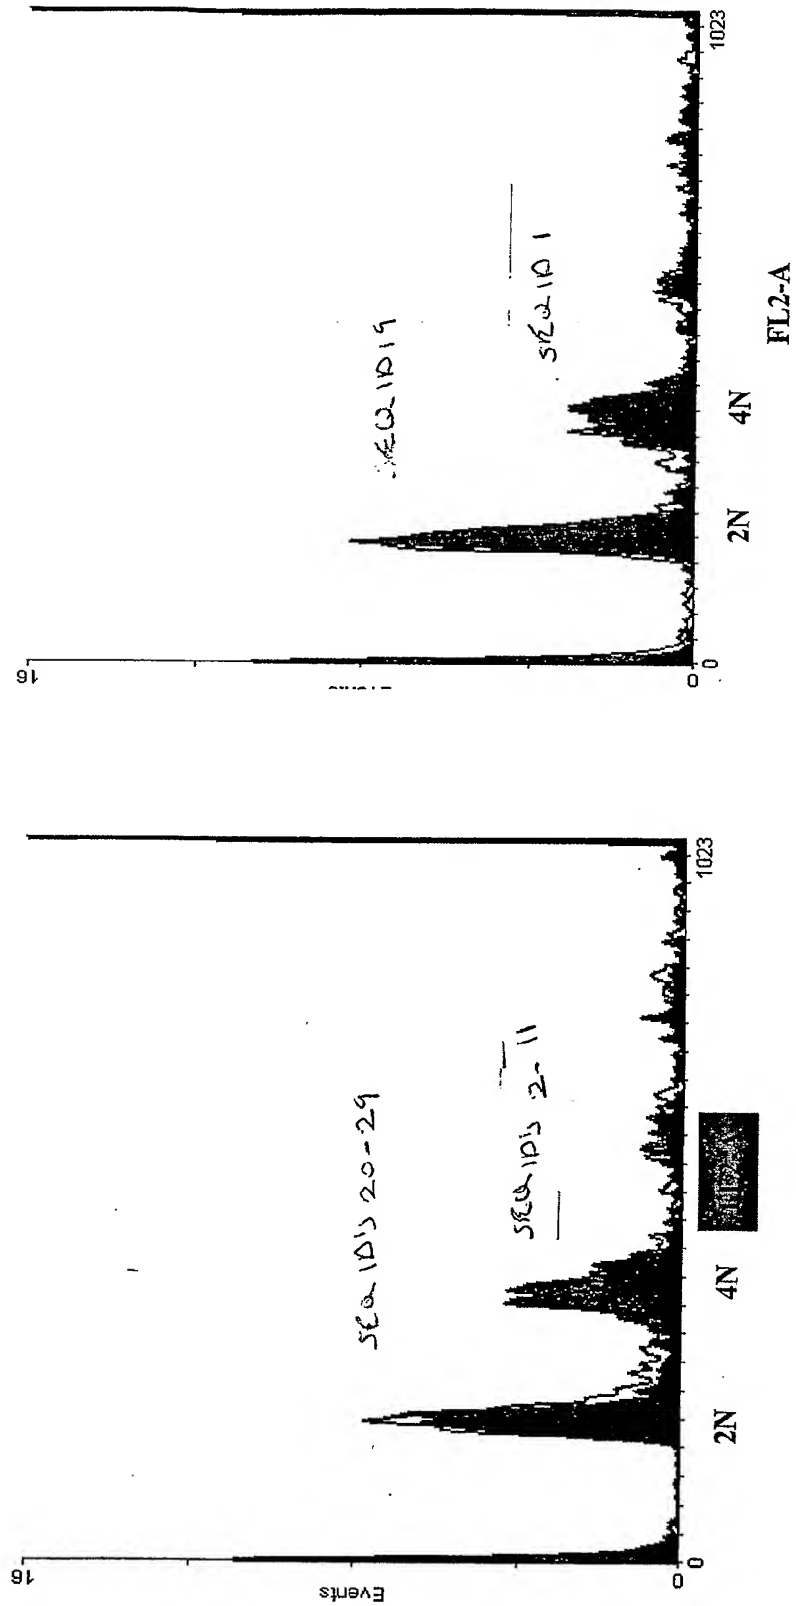 16
Events
0
1023
2N
4N
SEQ ID's 20-29
SEQ ID's 2-11
16
0
0
1023
2N
4N
FL2-A
SEQ ID 19
SEQ ID 1